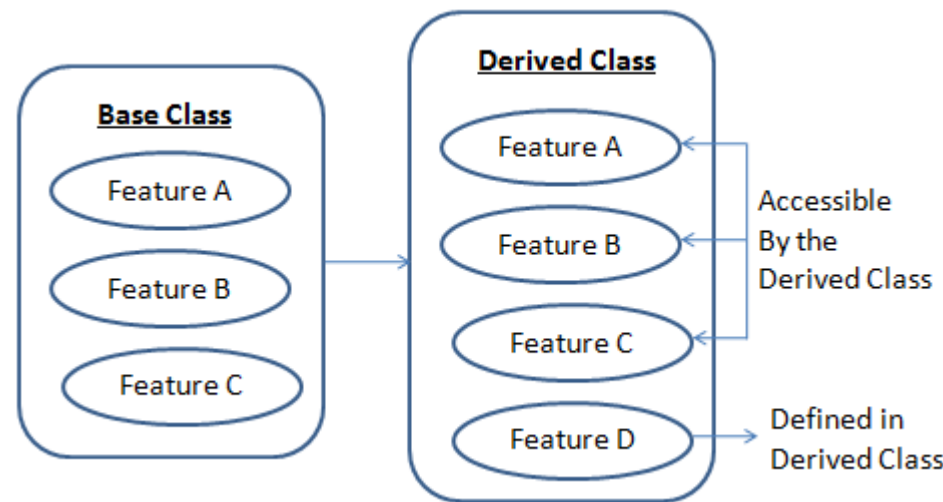 Base Class
Feature A
Feature B
Feature C
Derived Class
Feature A
Feature B
Feature C
Feature D
Accessible
By the
Derived Class
Defined in
Derived Class